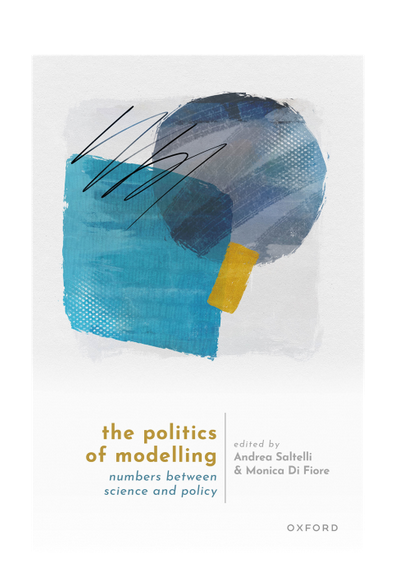 the politics
of modelling
numbers between
science and policy
edited by
Andrea Saltelli
& Monica Di Fiore
OXFORD